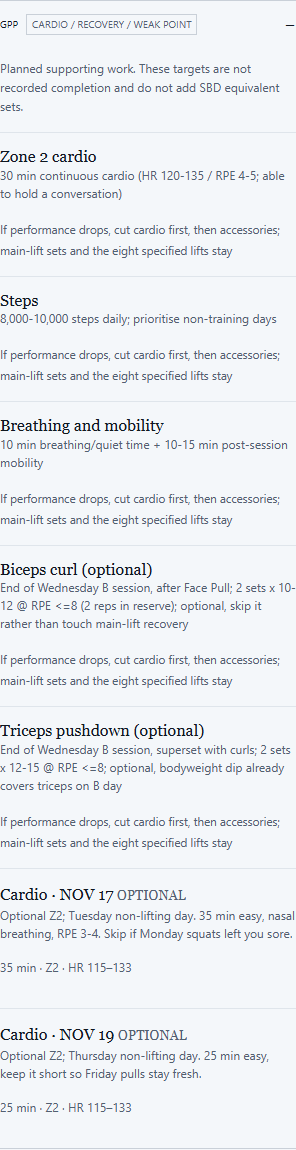 GPP CARDIO / RECOVERY / WEAK POINT –
Planned supporting work. These targets are not
recorded completion and do not add SBD equivalent
sets.
Zone 2 cardio
30 min continuous cardio (HR 120-135 / RPE 4-5; able
to hold a conversation)
If performance drops, cut cardio first, then accessories;
main-lift sets and the eight specified lifts stay
Steps
8,000-10,000 steps daily; prioritise non-training days
If performance drops, cut cardio first, then accessories;
main-lift sets and the eight specified lifts stay
Breathing and mobility
10 min breathing/quiet time + 10-15 min post-session
mobility
If performance drops, cut cardio first, then accessories;
main-lift sets and the eight specified lifts stay
Biceps curl (optional)
End of Wednesday B session, after Face Pull; 2 sets x 10-
12 @ RPE <=8 (2 reps in reserve); optional, skip it
rather than touch main-lift recovery
If performance drops, cut cardio first, then accessories;
main-lift sets and the eight specified lifts stay
Triceps pushdown (optional)
End of Wednesday B session, superset with curls; 2 sets
x 12-15 @ RPE <=8; optional, bodyweight dip already
covers triceps on B day
If performance drops, cut cardio first, then accessories;
main-lift sets and the eight specified lifts stay
Cardio · NOV 17 OPTIONAL
Optional Z2; Tuesday non-lifting day. 35 min easy, nasal
breathing, RPE 3-4. Skip if Monday squats left you sore.
35 min · Z2 · HR 115–133
Cardio · NOV 19 OPTIONAL
Optional Z2; Thursday non-lifting day. 25 min easy,
keep it short so Friday pulls stay fresh.
25 min · Z2 · HR 115–133